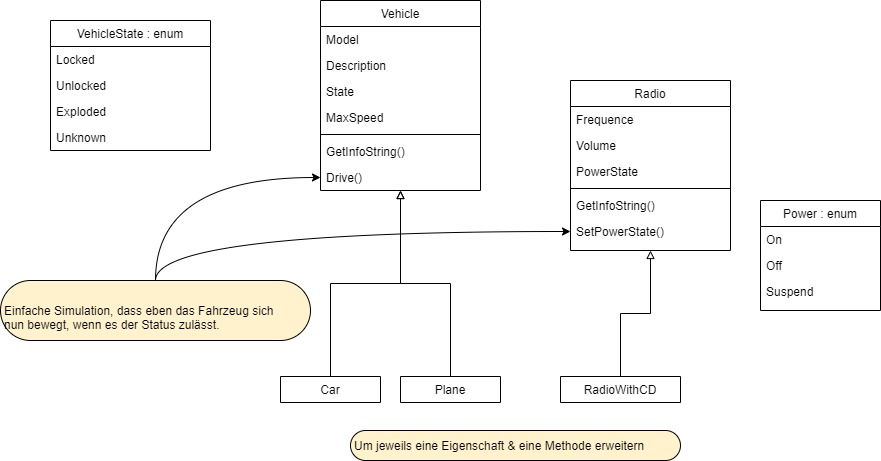 VehicleState : enum
Locked
Unlocked
Exploded
Unknown
Vehicle
Model
Description
State
MaxSpeed
GetInfoString()
Drive()
Radio
Frequence
Volume
PowerState
GetInfoString()
SetPowerState()
Power : enum
On
Off
Suspend
Einfache Simulation, dass eben das Fahrzeug sich
nun bewegt, wenn es der Status zulässt.
Car
Plane
RadioWithCD
Um jeweils eine Eigenschaft & eine Methode erweitern